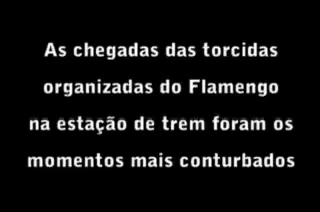 As chegadas das torcidas
organizadas do Flamengo
na estação de trem foram os
momentos mais conturbados